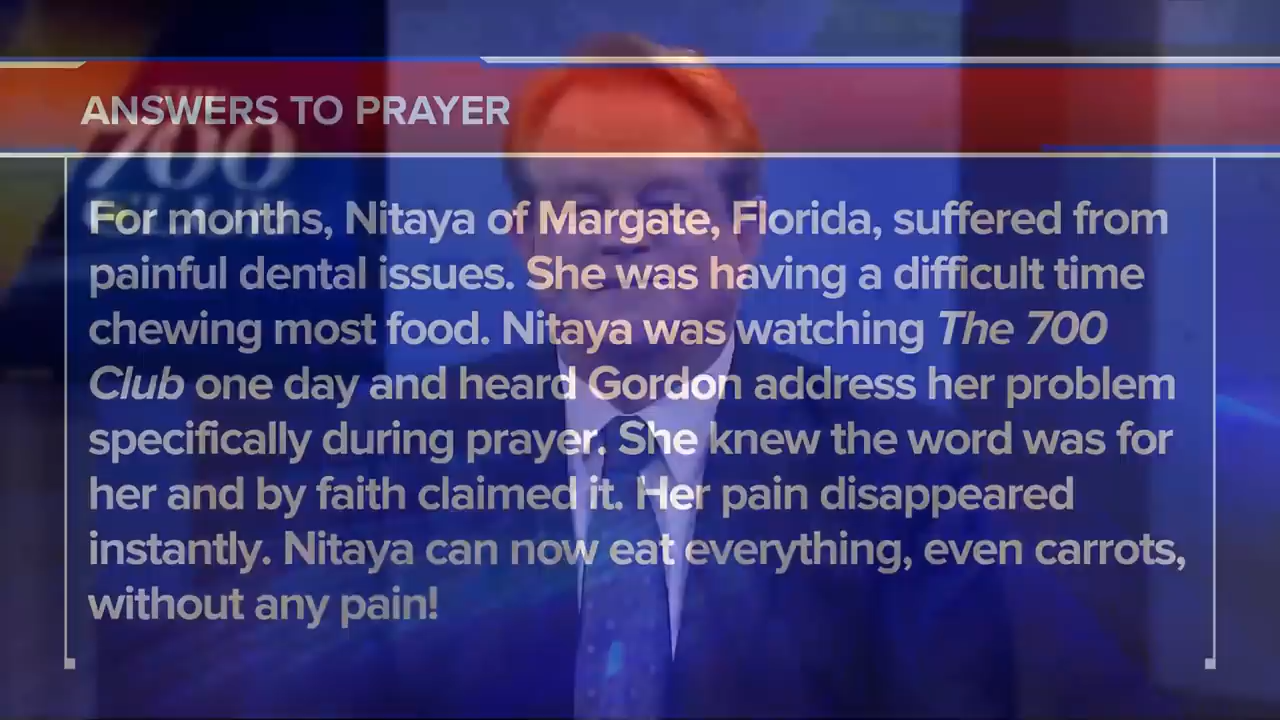 ANSWERS TO PRAYER
700
For months, Nitaya of Margate, Florida, suffered from
painful dental issues. She was having a difficult time
chewing most food. Nitaya was watching The 700
Club one day and heard Gordon address her problem
specifically during prayer. She knew the word was for
her and by faith claimed it. Her pain disappeared
instantly. Nitaya can now eat everything, even carrots,
without any pain!